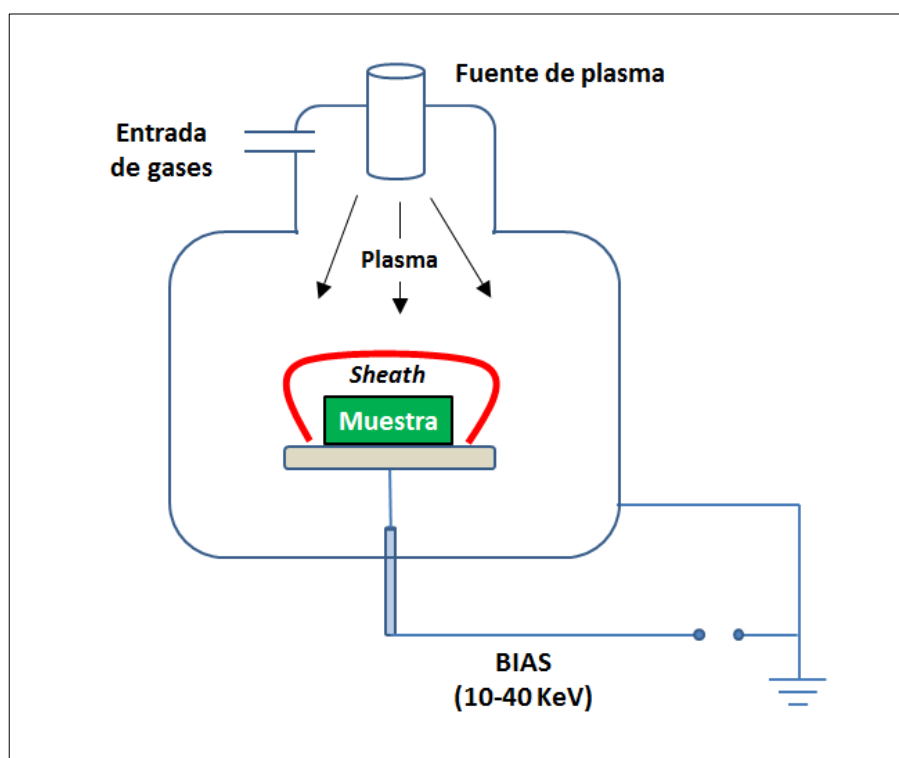 Fuente de plasma
Entrada
de gases
Plasma
Sheath
Muestra
BIAS
(10-40 KeV)